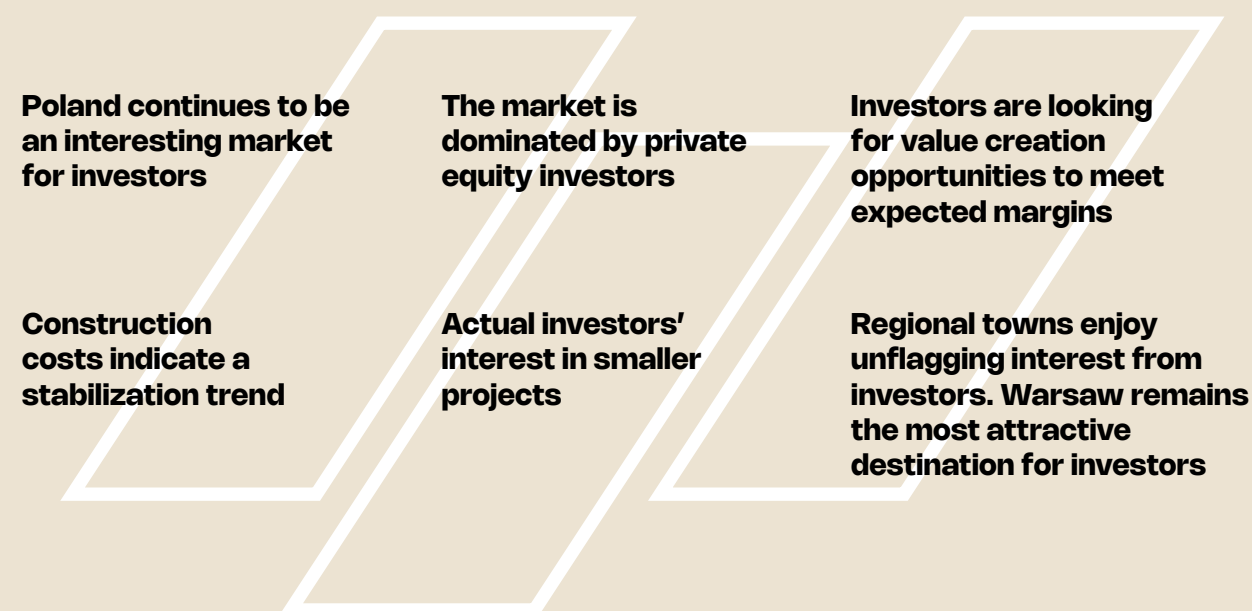 Poland continues to be
an interesting market
for investors
The market is
dominated by private
equity investors
Investors are looking
for value creation
opportunities to meet
expected margins
Construction
costs indicate a
stabilization trend
Actual investors’
interest in smaller
projects
Regional towns enjoy
unflagging interest from
investors. Warsaw remains
the most attractive
destination for investors